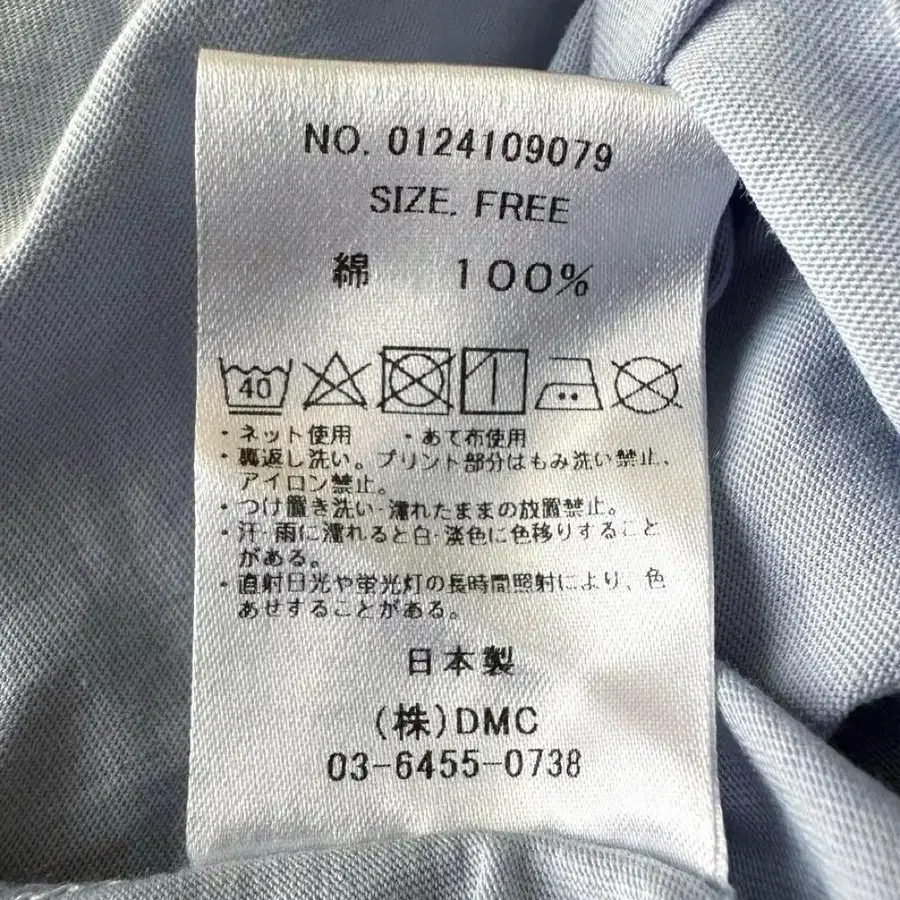 NO. 0124109079
SIZE. FREE
綿 100%
40
・ネット使用 ・あて布使用
・裏返し洗い。プリント部分はもみ洗い禁止、
アイロン禁止。
・つけ置き洗い・濡れたままの放置禁止。
・汗・雨に濡れると白・淡色に色移りすること
がある。
・直射日光や蛍光灯の長時間照射により、色
あせすることがある。
日本製
(株)DMC
03-6455-0738